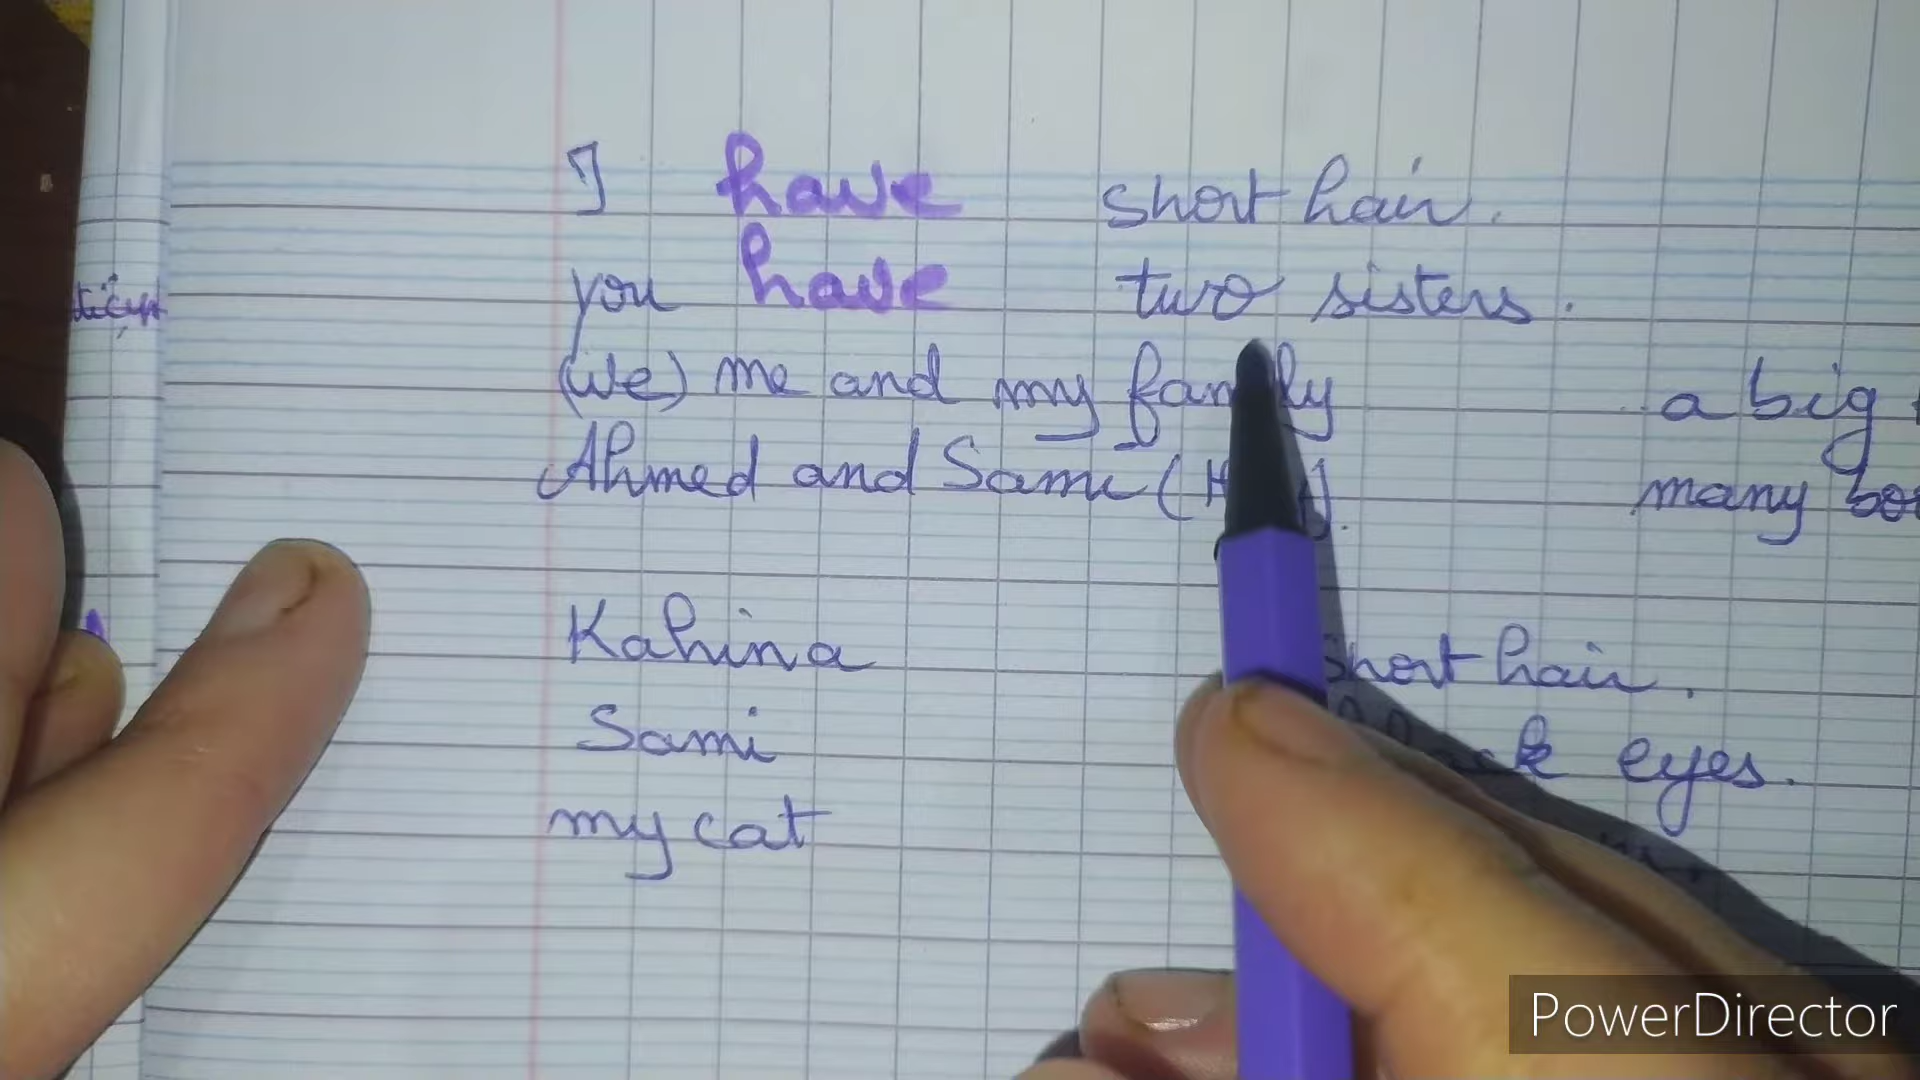 I have short hair.
you have two sisters.
(we) me and my family a big
Ahmed and Sami many
Kahina short hair.
Sami eyes.
my cat
PowerDirector